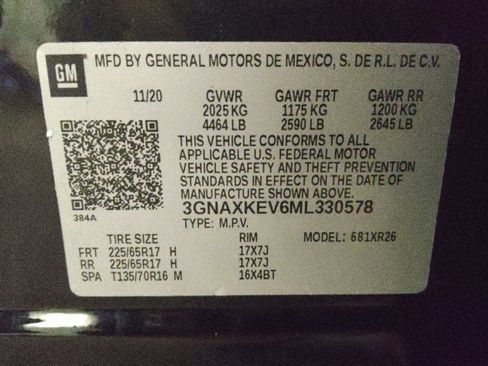 GM
MFD BY GENERAL MOTORS DE MEXICO, S. DE R.L. DE C.V.
11/20 GVWR GAWR FRT GAWR RR
2025 KG 1175 KG 1200 KG
4464 LB 2590 LB 2645 LB
THIS VEHICLE CONFORMS TO ALL
APPLICABLE U.S. FEDERAL MOTOR
VEHICLE SAFETY AND THEFT PREVENTION
STANDARDS IN EFFECT ON THE DATE OF
MANUFACTURE SHOWN ABOVE.
384A 3GNAXKEV6ML330578
TYPE: M.P.V.
TIRE SIZE RIM MODEL: 681XR26
FRT 225/65R17 H 17X7J
RR 225/65R17 H 17X7J
SPA T135/70R16 M 16X4BT